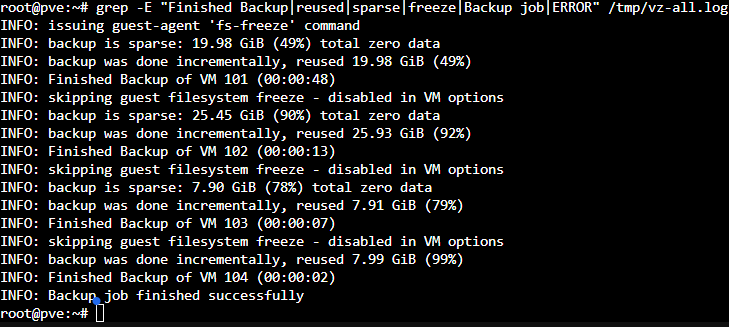 root@pve:~# grep -E "Finished Backup|reused|sparse|freeze|Backup job|ERROR" /tmp/vz-all.log
INFO: issuing guest-agent 'fs-freeze' command
INFO: backup is sparse: 19.98 GiB (49%) total zero data
INFO: backup was done incrementally, reused 19.98 GiB (49%)
INFO: Finished Backup of VM 101 (00:00:48)
INFO: skipping guest filesystem freeze - disabled in VM options
INFO: backup is sparse: 25.45 GiB (90%) total zero data
INFO: backup was done incrementally, reused 25.93 GiB (92%)
INFO: Finished Backup of VM 102 (00:00:13)
INFO: skipping guest filesystem freeze - disabled in VM options
INFO: backup is sparse: 7.90 GiB (78%) total zero data
INFO: backup was done incrementally, reused 7.91 GiB (79%)
INFO: Finished Backup of VM 103 (00:00:07)
INFO: skipping guest filesystem freeze - disabled in VM options
INFO: backup was done incrementally, reused 7.99 GiB (99%)
INFO: Finished Backup of VM 104 (00:00:02)
INFO: Backup job finished successfully
root@pve:~#